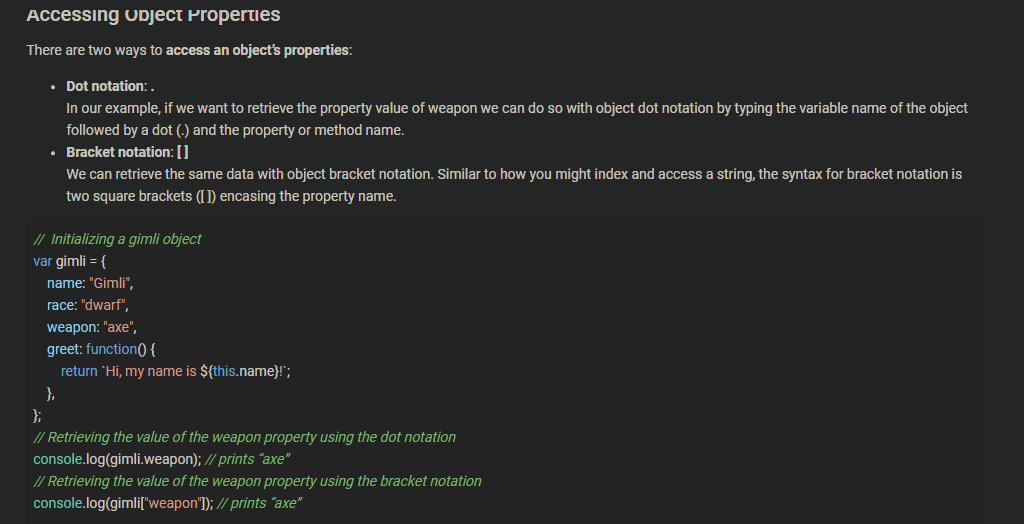 Accessing Object Properties
There are two ways to access an object's properties:
• Dot notation: .
In our example, if we want to retrieve the property value of weapon we can do so with object dot notation by typing the variable name of the object
followed by a dot (.) and the property or method name.
• Bracket notation: [ ]
We can retrieve the same data with object bracket notation. Similar to how you might index and access a string, the syntax for bracket notation is
two square brackets ([ ]) encasing the property name.
// Initializing a gimli object
var gimli = {
name: "Gimli",
race: "dwarf",
weapon: "axe",
greet: function() {
return `Hi, my name is ${this.name}!`;
},
};
// Retrieving the value of the weapon property using the dot notation
console.log(gimli.weapon); // prints “axe”
// Retrieving the value of the weapon property using the bracket notation
console.log(gimli["weapon"]); // prints “axe”